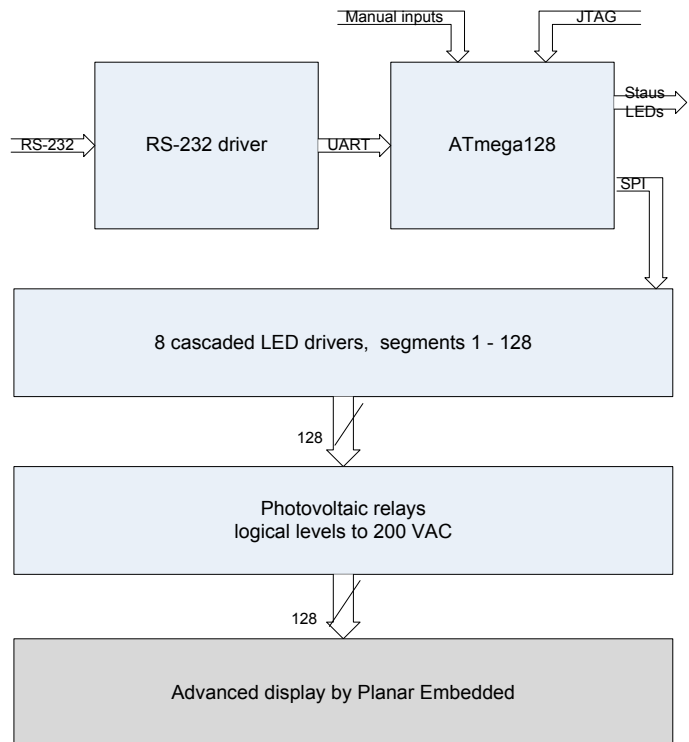 Manual inputs
JTAG
Staus
LEDs
RS-232
RS-232 driver
UART
ATmega128
SPI
8 cascaded LED drivers, segments 1 - 128
128
Photovoltaic relays
logical levels to 200 VAC
128
Advanced display by Planar Embedded